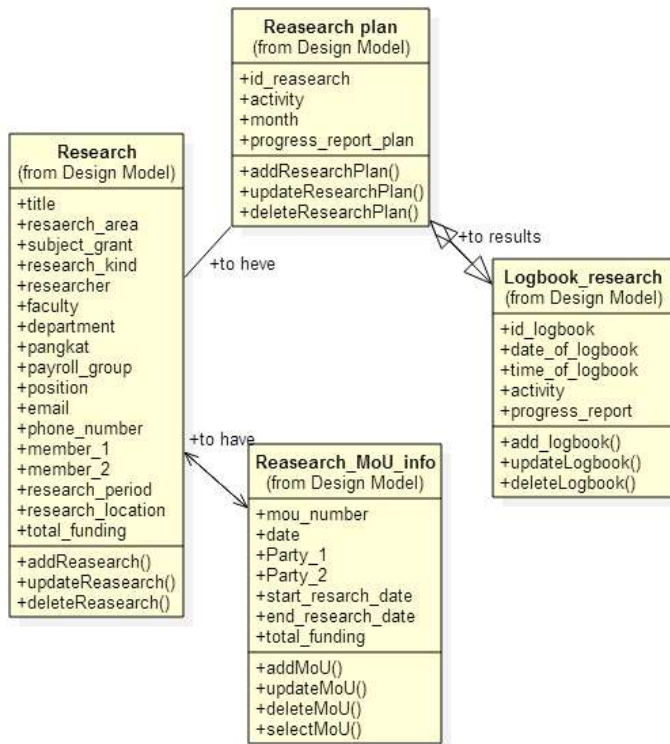 Reasearch plan
(from Design Model)
+id_reasearch
+activity
+month
+progress_report_plan
+addResearchPlan()
+updateResearchPlan()
+deleteResearchPlan()
Research
(from Design Model)
+title
+resaerch_area
+subject_grant
+research_kind
+researcher
+faculty
+department
+pangkat
+payroll_group
+position
+email
+phone_number
+member_1
+member_2
+research_period
+research_location
+total_funding
+addReasearch()
+updateReasearch()
+deleteReasearch()
+to heve
+to results
Logbook_research
(from Design Model)
+id_logbook
+date_of_logbook
+time_of_logbook
+activity
+progress_report
+add_logbook()
+updateLogbook()
+deleteLogbook()
+to have
Reasearch_MoU_info
(from Design Model)
+mou_number
+date
+Party_1
+Party_2
+start_resarch_date
+end_research_date
+total_funding
+addMoU()
+updateMoU()
+deleteMoU()
+selectMoU()